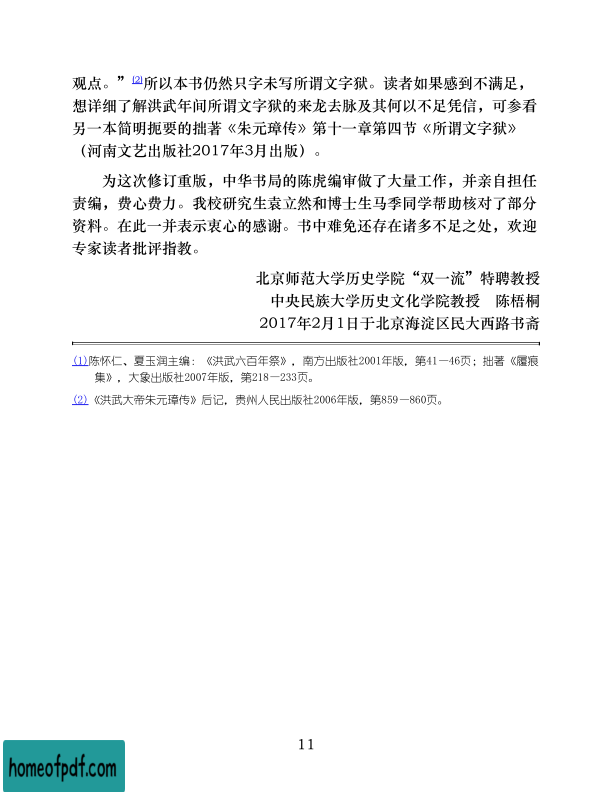 观点。”[2]所以本书仍然只字未写所谓文字狱。读者如果感到不满足，
想详细了解洪武年间所谓文字狱的来龙去脉及其何以不足凭信，可参看
另一本简明扼要的拙著《朱元璋传》第十一章第四节《所谓文字狱》
（河南文艺出版社2017年3月出版）。
为这次修订重版，中华书局的陈虎编审做了大量工作，并亲自担任
责编，费心费力。我校研究生袁立然和博士生马季同学帮助核对了部分
资料。在此一并表示衷心的感谢。书中难免还存在诸多不足之处，欢迎
专家读者批评指教。
北京师范大学历史学院“双一流”特聘教授
中央民族大学历史文化学院教授　陈梧桐
2017年2月1日于北京海淀区民大西路书斋
(1)陈怀仁、夏玉润主编：《洪武六百年祭》，南方出版社2001年版，第41—46页；拙著《履痕
集》，大象出版社2007年版，第218—233页。
(2)《洪武大帝朱元璋传》后记，贵州人民出版社2006年版，第859—860页。
11
homeofpdf.com